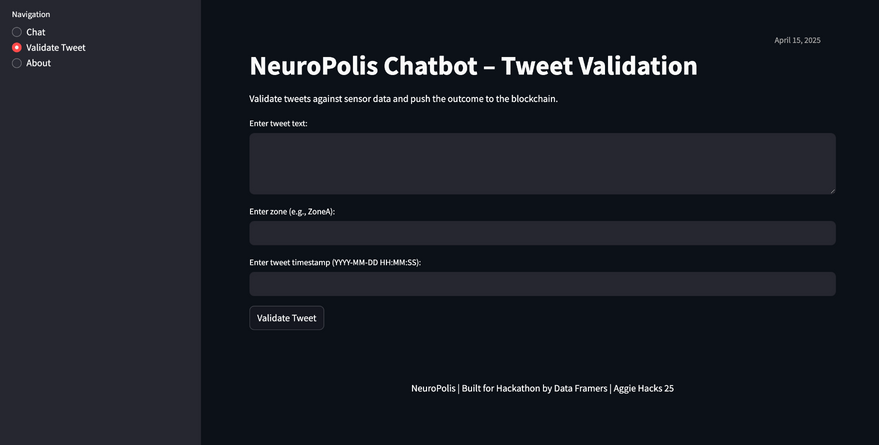 Navigation
Chat
Validate Tweet
About
April 15, 2025
NeuroPolis Chatbot – Tweet Validation
Validate tweets against sensor data and push the outcome to the blockchain.
Enter tweet text:
Enter zone (e.g., ZoneA):
Enter tweet timestamp (YYYY-MM-DD HH:MM:SS):
Validate Tweet
NeuroPolis | Built for Hackathon by Data Framers | Aggie Hacks 25